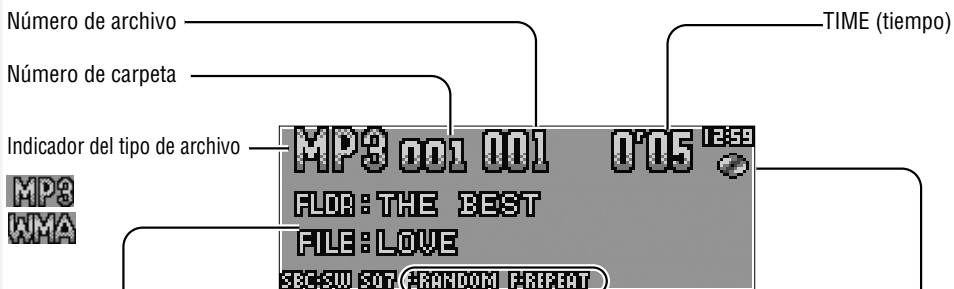 Número de archivo
TIME (tiempo)
Número de carpeta
Indicador del tipo de archivo
MP3 001 001 0'05 12:59
MP3
WMA
FLDR:THE BEST
FILE:LOVE
SBC:SW SQ7 F:RANDOM F:REPEAT